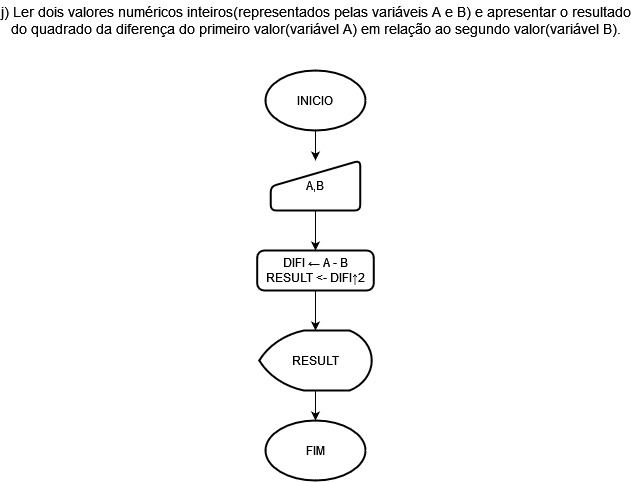 j) Ler dois valores numéricos inteiros(representados pelas variáveis A e B) e apresentar o resultado
do quadrado da diferença do primeiro valor(variável A) em relação ao segundo valor(variável B).
INICIO
A,B
DIFI ← A - B
RESULT <- DIFI↑2
RESULT
FIM